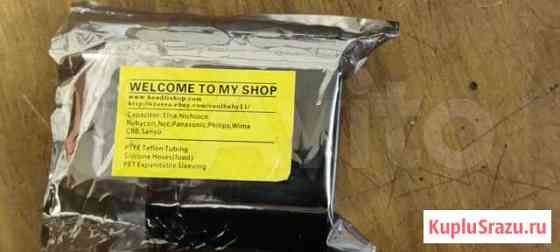 WELCOME TO MY SHOP
Capacitor: Elna,Nichicon
Rubycon,Nec,Panasonic,Philips,Wima
CBB,Sanyo
PTFE Teflon Tubing
Silicone Hoses(food)
PET Expandable Sleeving
KupluSrazu.ru